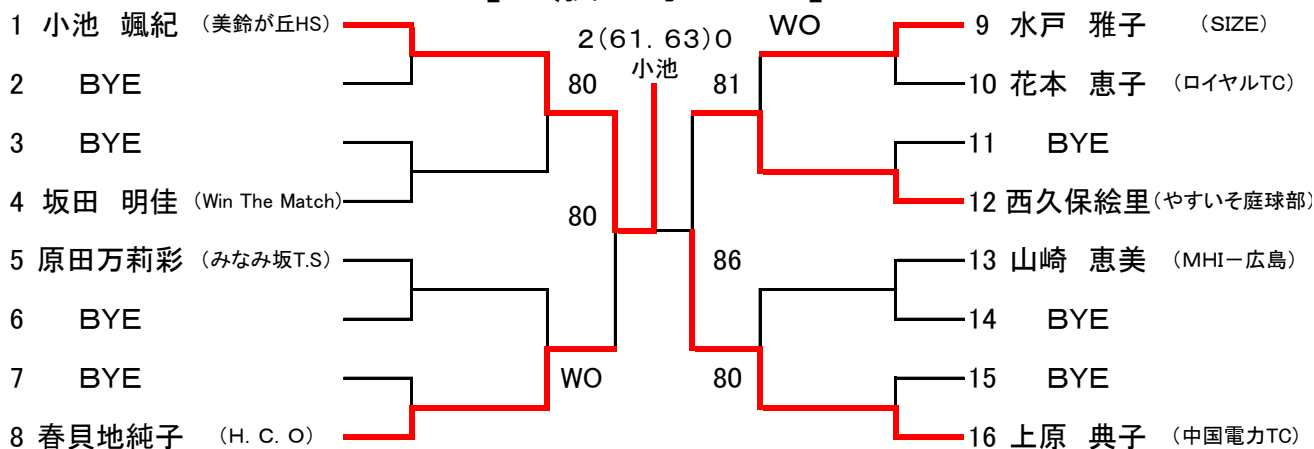 1 小池 颯紀 (美鈴が丘HS)
2 BYE
3 BYE
4 坂田 明佳 (Win The Match)
5 原田万莉彩 (みなみ坂T.S)
6 BYE
7 BYE
8 春貝地純子 (H.C.O)
80
80
WO
2(61.63)0
小池
WO
81
86
80
9 水戸 雅子 (SIZE)
10 花本 恵子 (ロイヤルTC)
11 BYE
12 西久保絵里 (やすいそ庭球部)
13 山崎 恵美 (MHI－広島)
14 BYE
15 BYE
16 上原 典子 (中国電力TC)